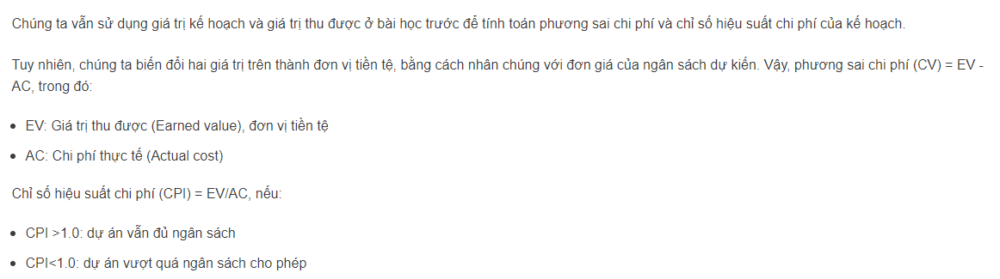 Chúng ta vẫn sử dụng giá trị kế hoạch và giá trị thu được ở bài học trước để tính toán phương sai chi phí và chỉ số hiệu suất chi phí của kế hoạch.
Tuy nhiên, chúng ta biến đổi hai giá trị trên thành đơn vị tiền tệ, bằng cách nhân chúng với đơn giá của ngân sách dự kiến. Vậy, phương sai chi phí (CV) = EV -
AC, trong đó:
• EV: Giá trị thu được (Earned value), đơn vị tiền tệ
• AC: Chi phí thực tế (Actual cost)
Chỉ số hiệu suất chi phí (CPI) = EV/AC, nếu:
• CPI >1.0: dự án vẫn đủ ngân sách
• CPI<1.0: dự án vượt quá ngân sách cho phép